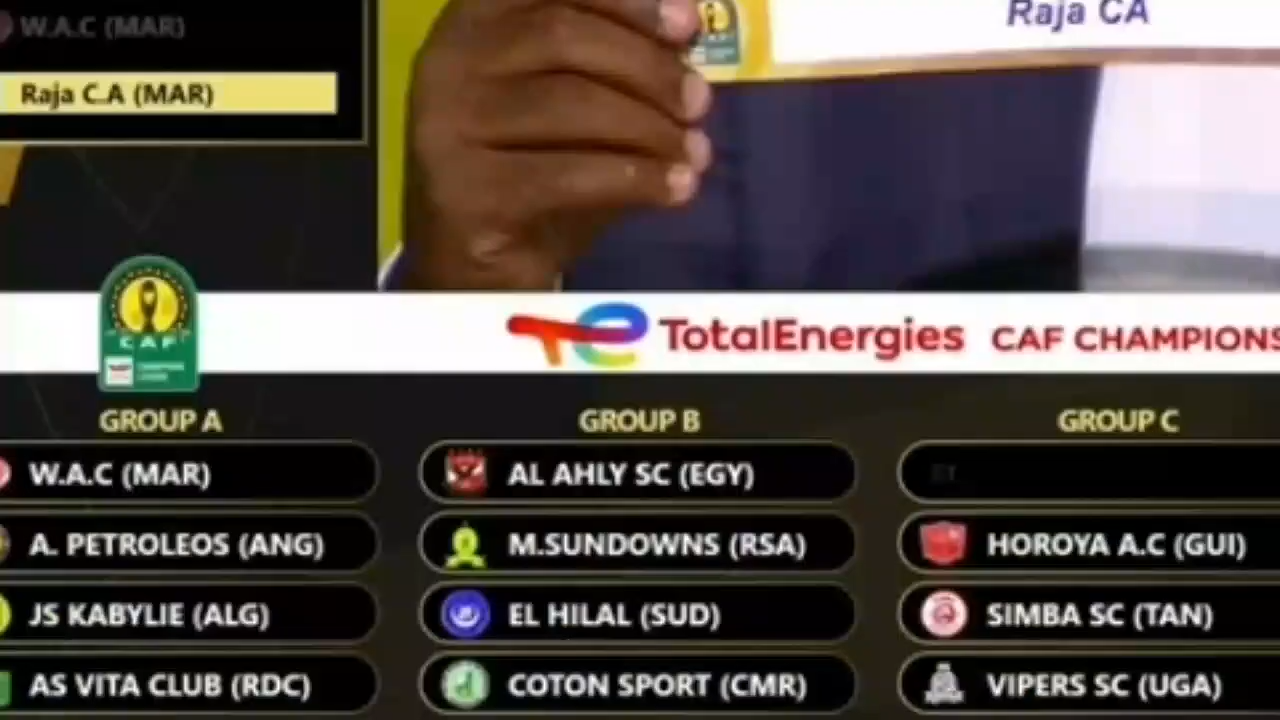 W.A.C (MAR)
Raja CA
Raja C.A (MAR)
CAF
TotalEnergies CAF CHAMPIONS
GROUP A
W.A.C (MAR)
A. PETROLEOS (ANG)
JS KABYLIE (ALG)
AS VITA CLUB (RDC)
GROUP B
AL AHLY SC (EGY)
M.SUNDOWNS (RSA)
EL HILAL (SUD)
COTON SPORT (CMR)
GROUP C
HOROYA A.C (GUI)
SIMBA SC (TAN)
VIPERS SC (UGA)